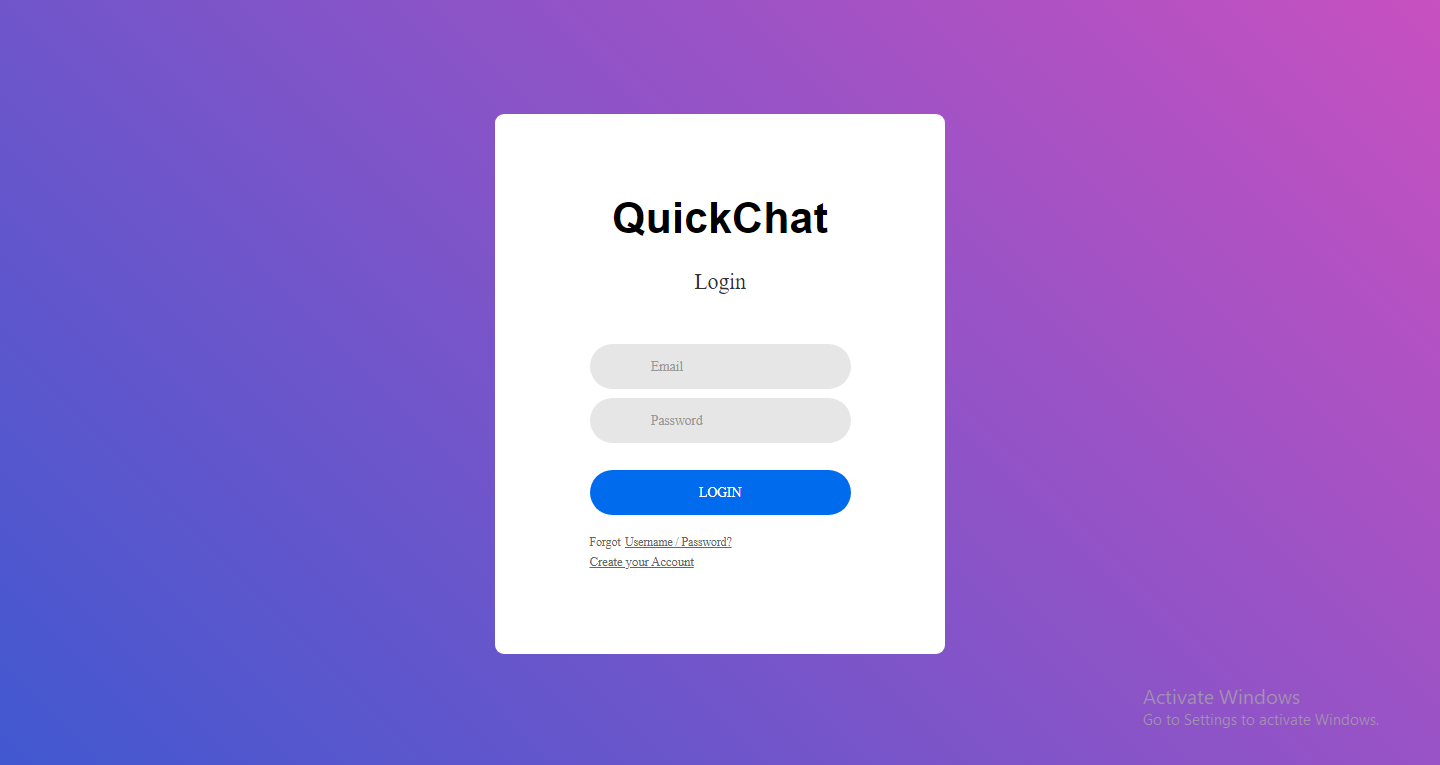 QuickChat
Login
Email
Password
LOGIN
Forgot Username / Password?
Create your Account
Activate Windows
Go to Settings to activate Windows.